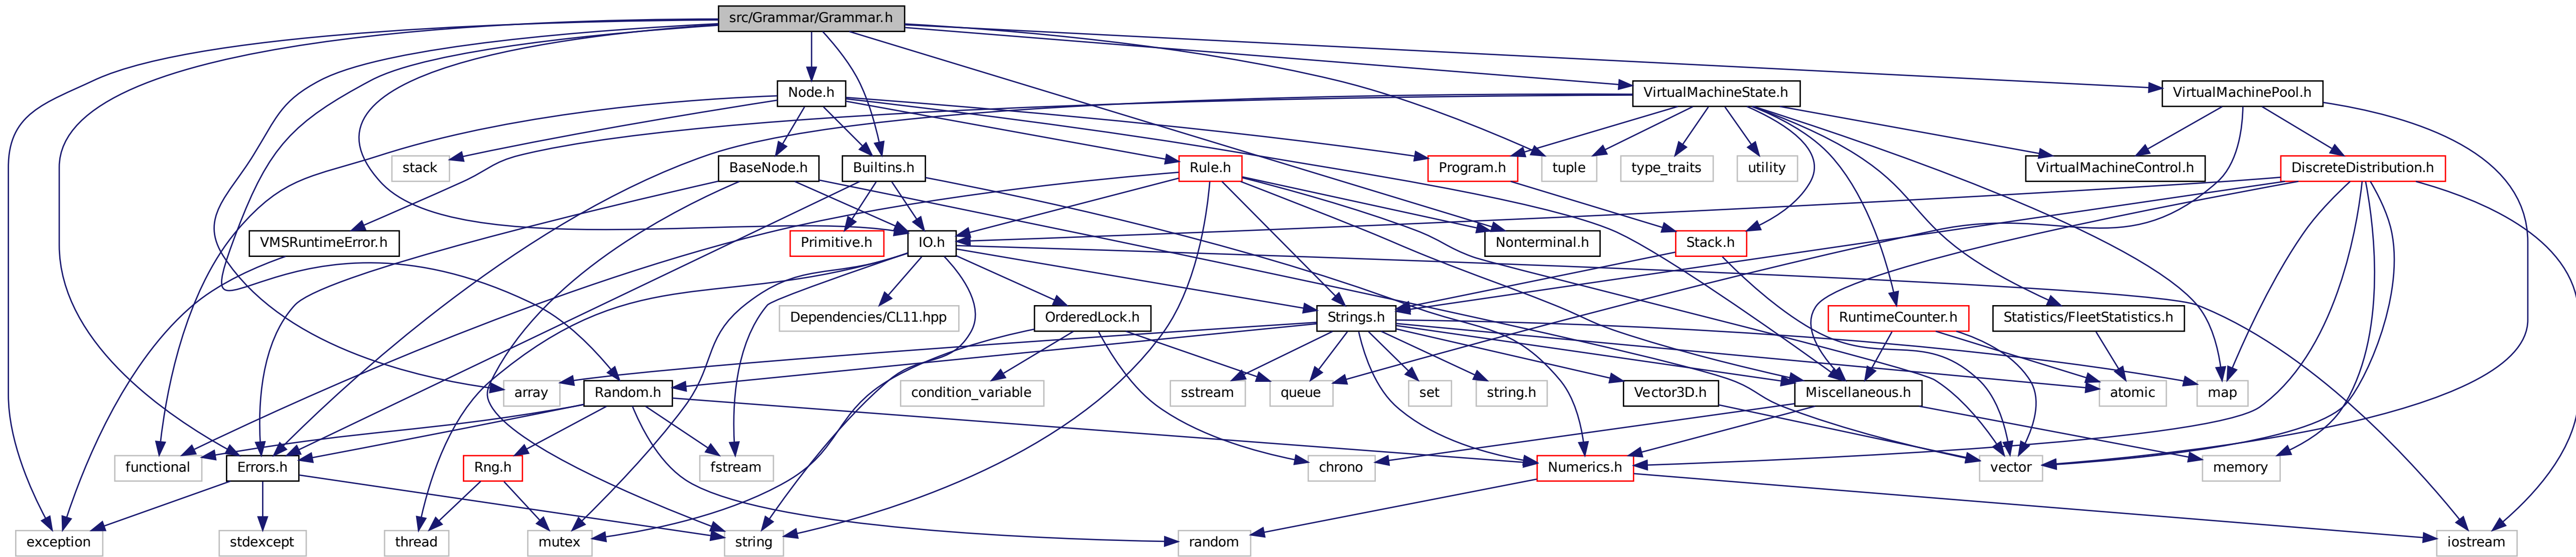 src/Grammar/Grammar.h
Node.h
VirtualMachineState.h
VirtualMachinePool.h
stack
BaseNode.h
Builtins.h
Rule.h
Program.h
tuple
type_traits
utility
VirtualMachineControl.h
DiscreteDistribution.h
VMSRuntimeError.h
Primitive.h
IO.h
Nonterminal.h
Stack.h
Dependencies/CL11.hpp
OrderedLock.h
Strings.h
RuntimeCounter.h
Statistics/FleetStatistics.h
array
Random.h
condition_variable
sstream
queue
set
string.h
Vector3D.h
Miscellaneous.h
atomic
map
functional
Errors.h
Rng.h
fstream
chrono
Numerics.h
vector
memory
exception
stdexcept
thread
mutex
string
random
iostream